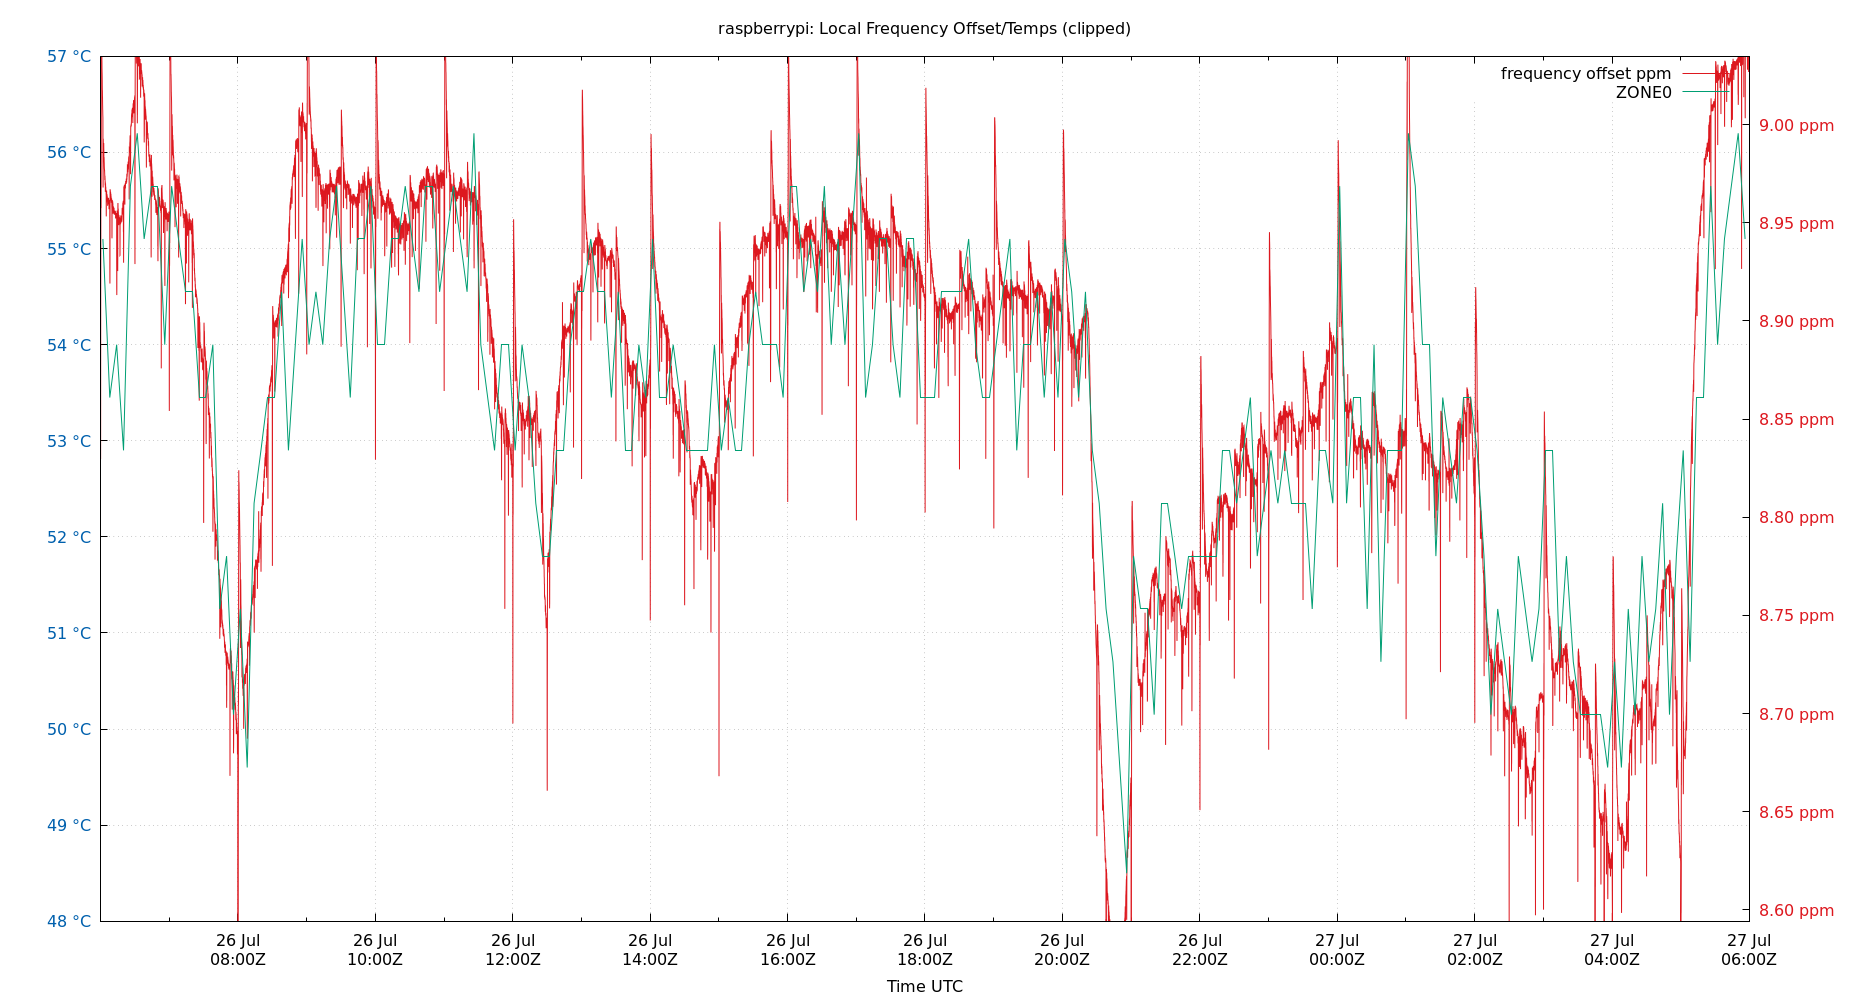 raspberrypi: Local Frequency Offset/Temps (clipped)
57 °C
56 °C
55 °C
54 °C
53 °C
52 °C
51 °C
50 °C
49 °C
48 °C
frequency offset ppm
ZONE0
9.00 ppm
8.95 ppm
8.90 ppm
8.85 ppm
8.80 ppm
8.75 ppm
8.70 ppm
8.65 ppm
8.60 ppm
26 Jul
08:00Z
26 Jul
10:00Z
26 Jul
12:00Z
26 Jul
14:00Z
26 Jul
16:00Z
26 Jul
18:00Z
26 Jul
20:00Z
26 Jul
22:00Z
27 Jul
00:00Z
27 Jul
02:00Z
27 Jul
04:00Z
27 Jul
06:00Z
Time UTC